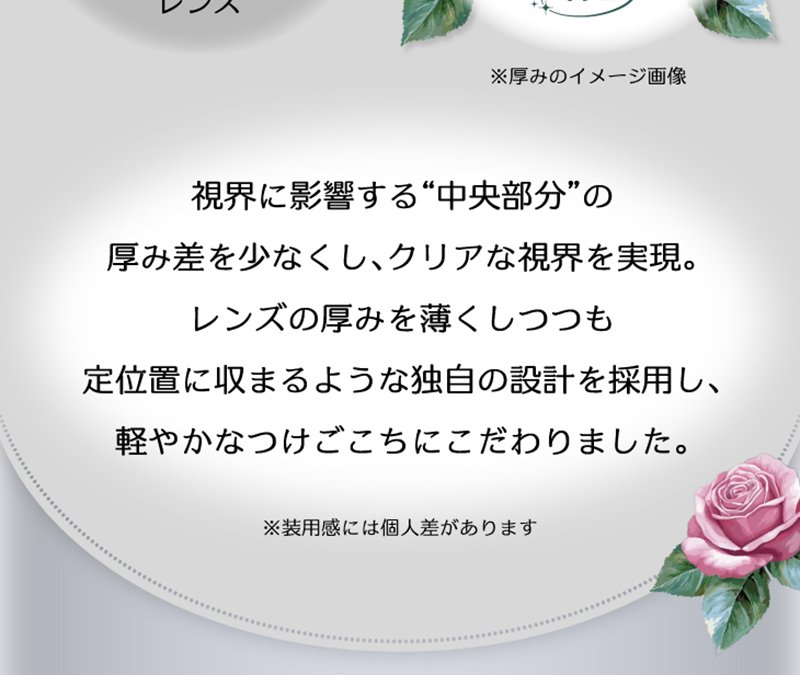 レンズ
※厚みのイメージ画像
視界に影響する“中央部分”の
厚み差を少なくし、クリアな視界を実現。
レンズの厚みを薄くしつつも
定位置に収まるような独自の設計を採用し、
軽やかなつけごこちにこだわりました。
※装用感には個人差があります